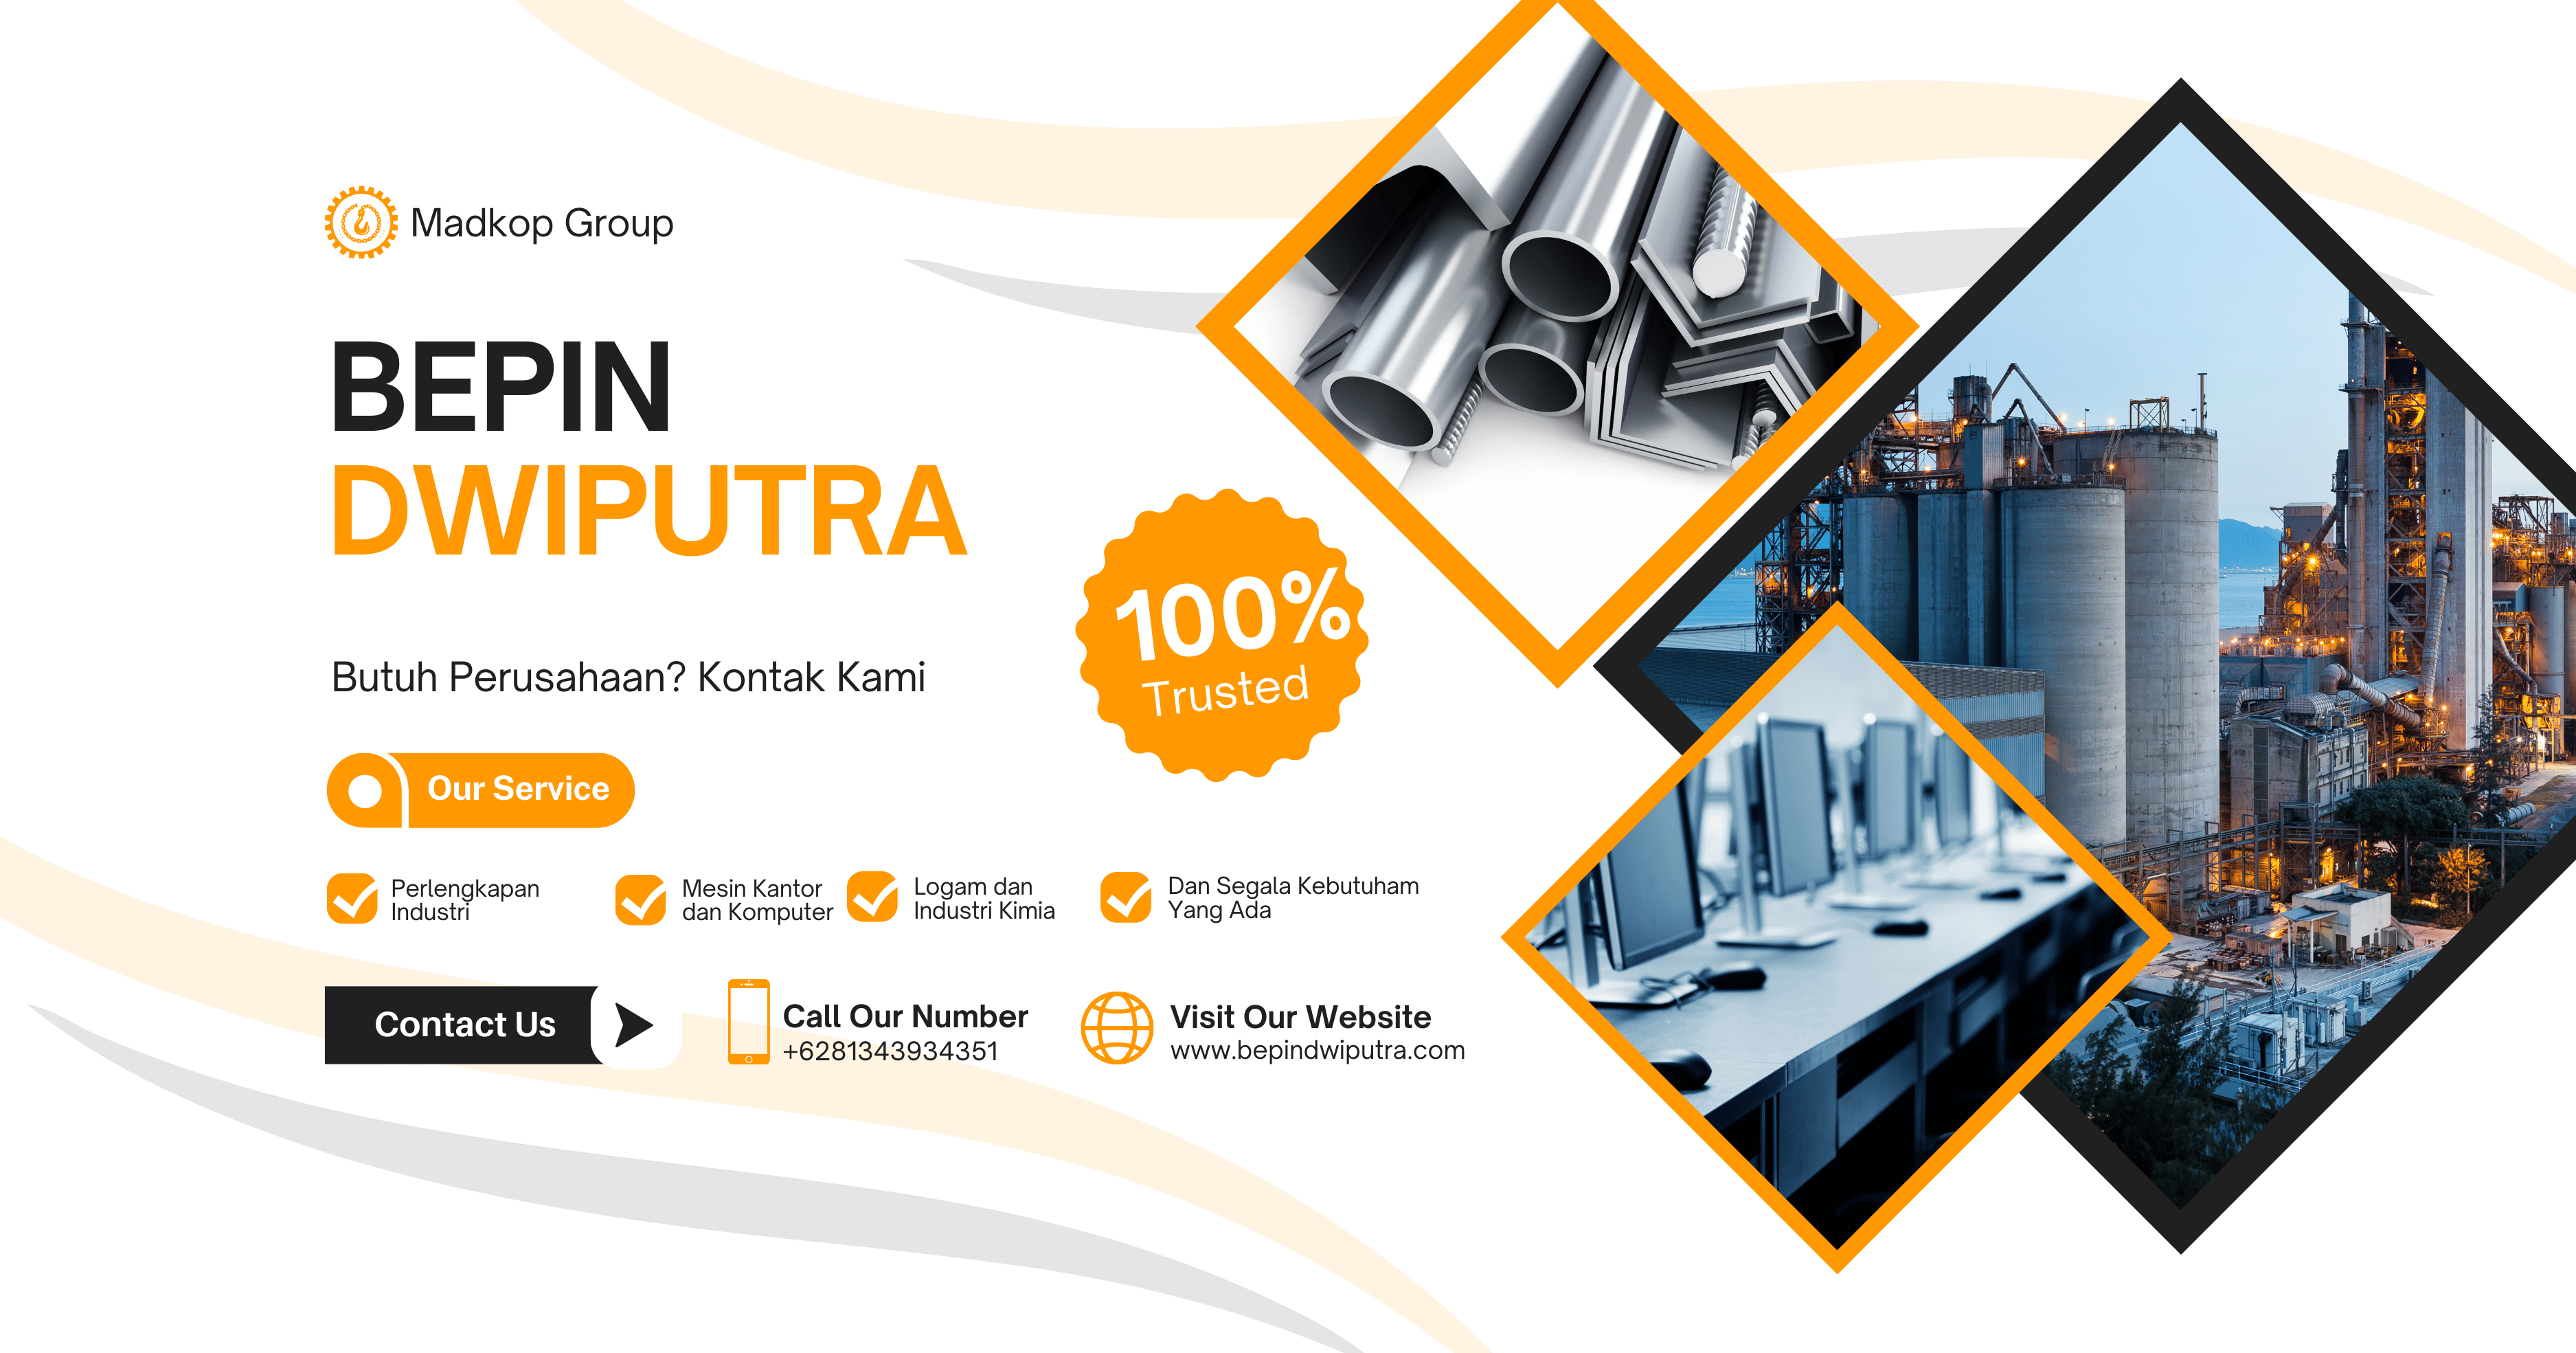 Madkop Group
BEPIN
DWIPUTRA
100%
Trusted
Butuh Perusahaan? Kontak Kami
Our Service
Perlengkapan
Industri
Mesin Kantor
dan Komputer
Logam dan
Industri Kimia
Dan Segala Kebutuham
Yang Ada
Contact Us
Call Our Number
+6281343934351
Visit Our Website
www.bepindwiputra.com